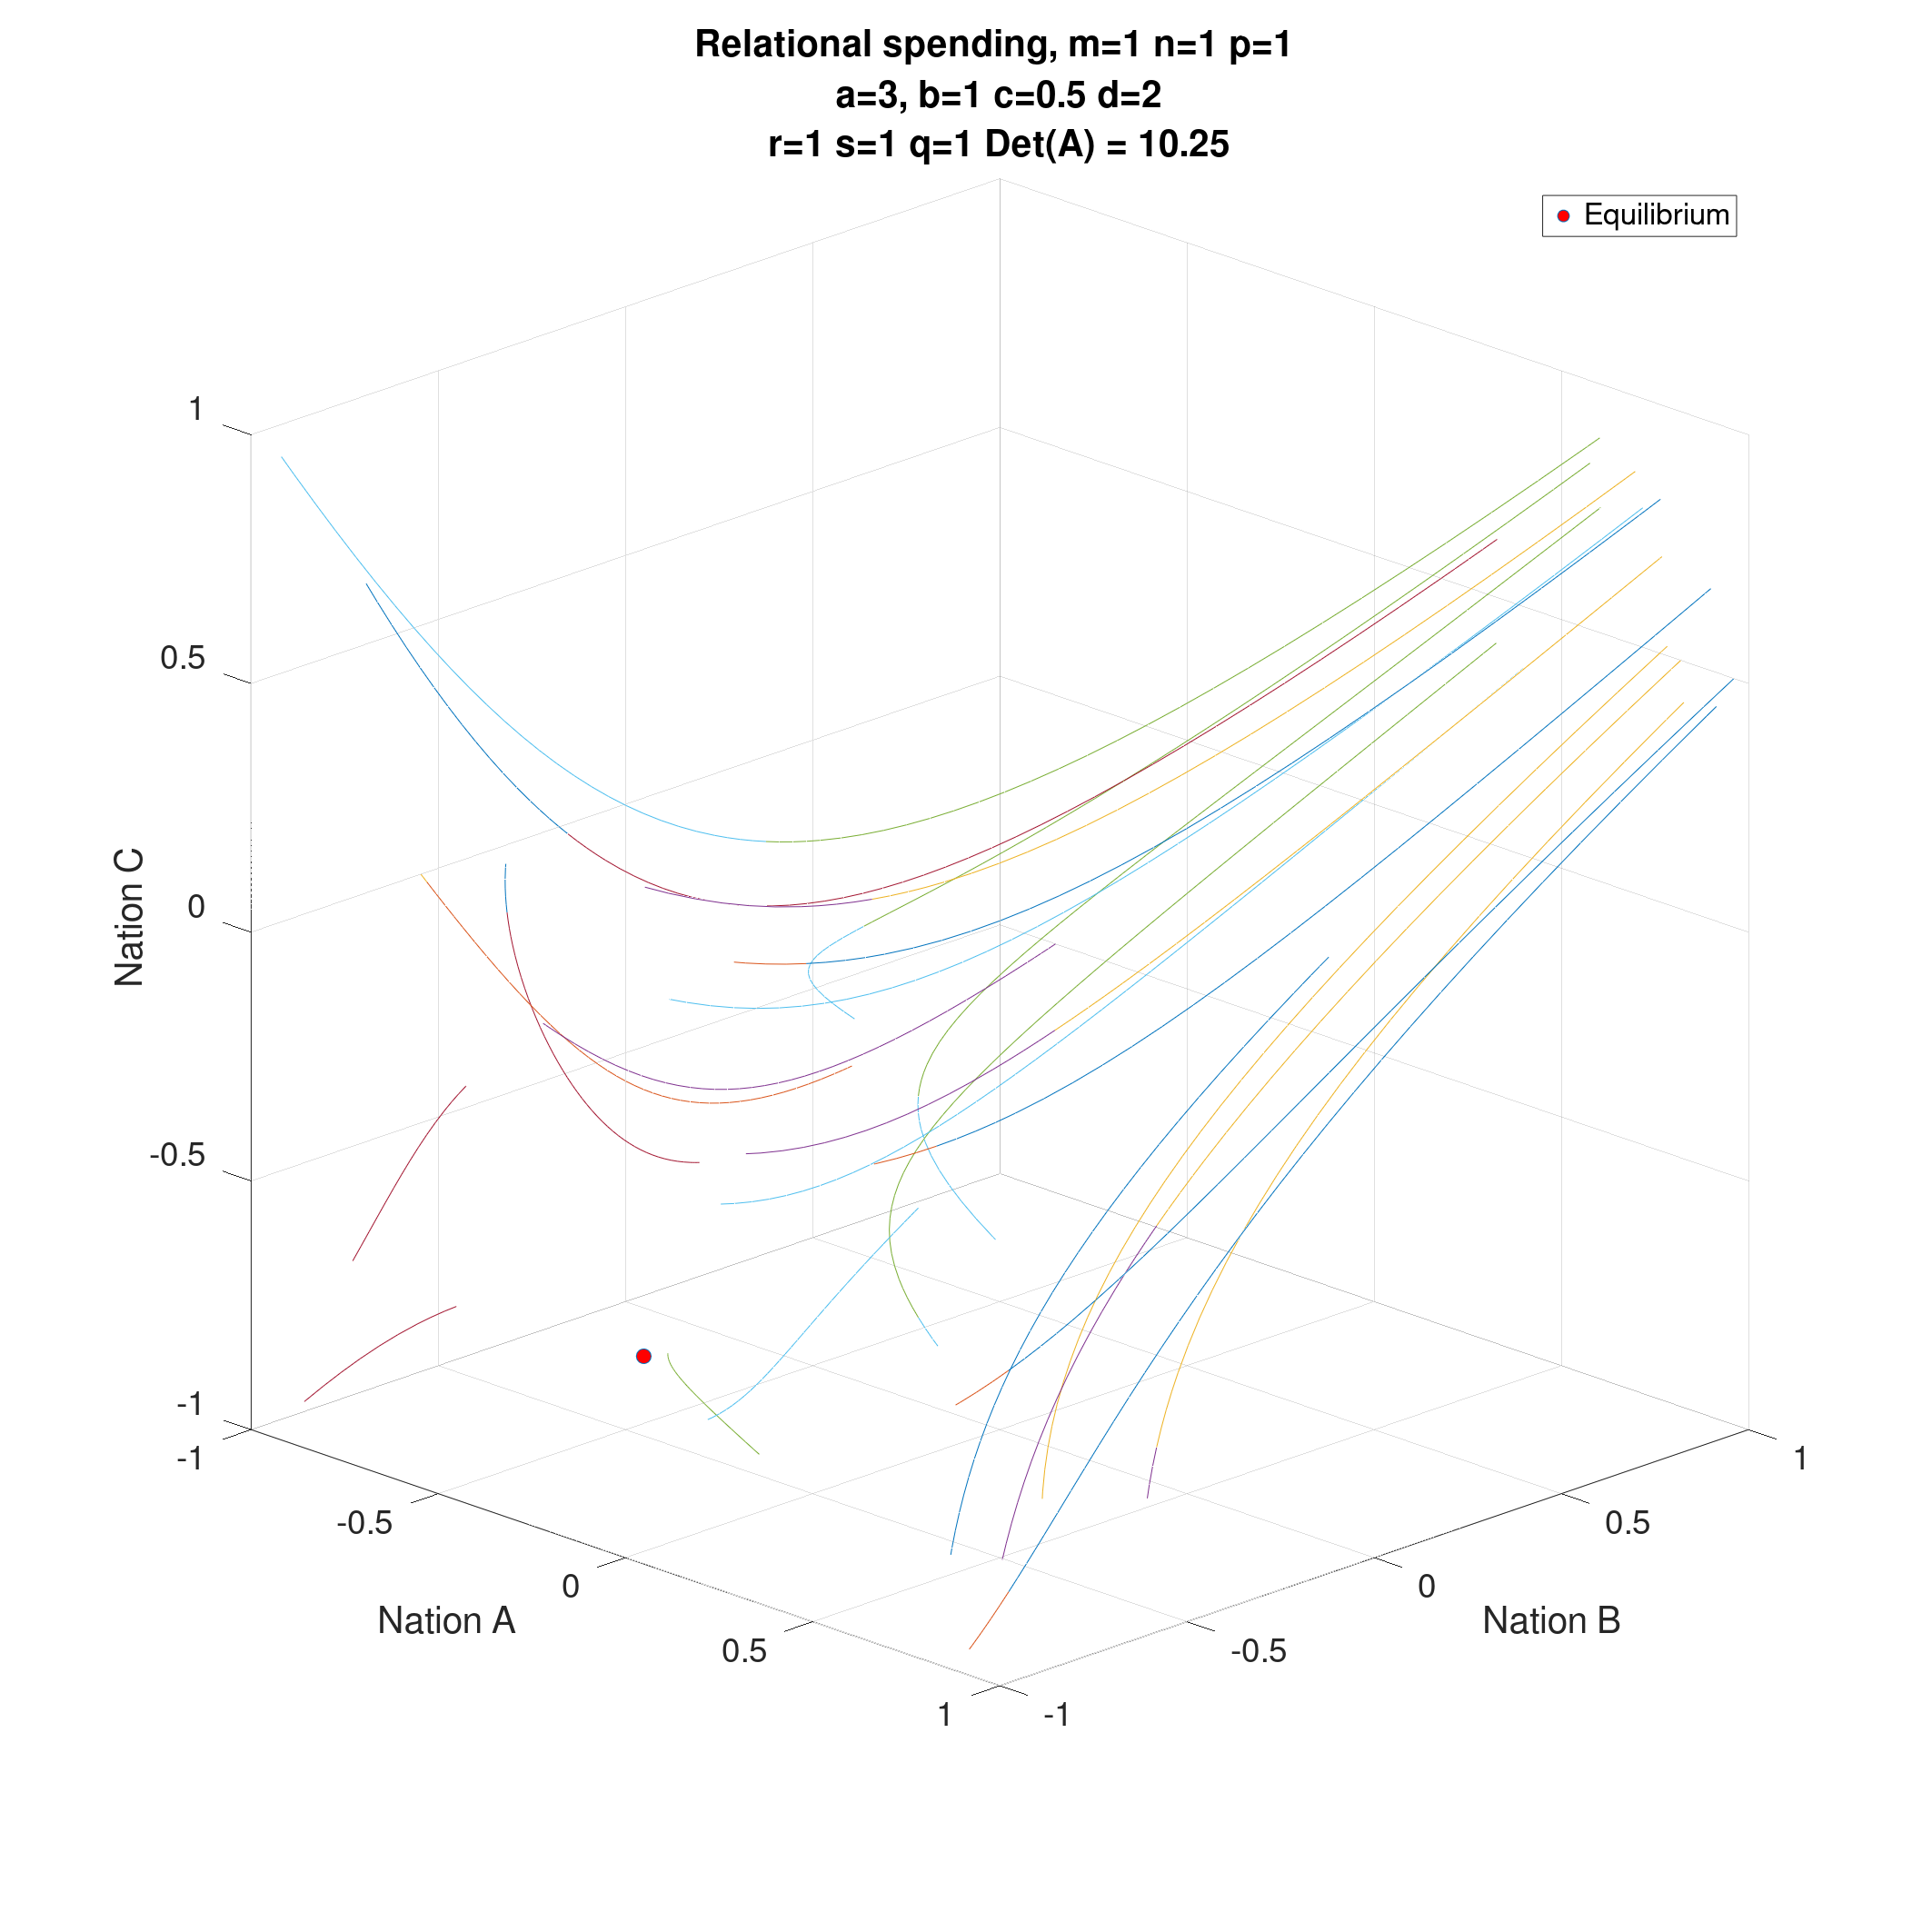 Relational spending, m=1 n=1 p=1
a=3, b=1 c=0.5 d=2
r=1 s=1 q=1 Det(A) = 10.25
Equilibrium
1
0.5
0
-0.5
-1
Nation C
-1
-0.5
0
0.5
1
Nation A
-1
-0.5
0
0.5
1
Nation B